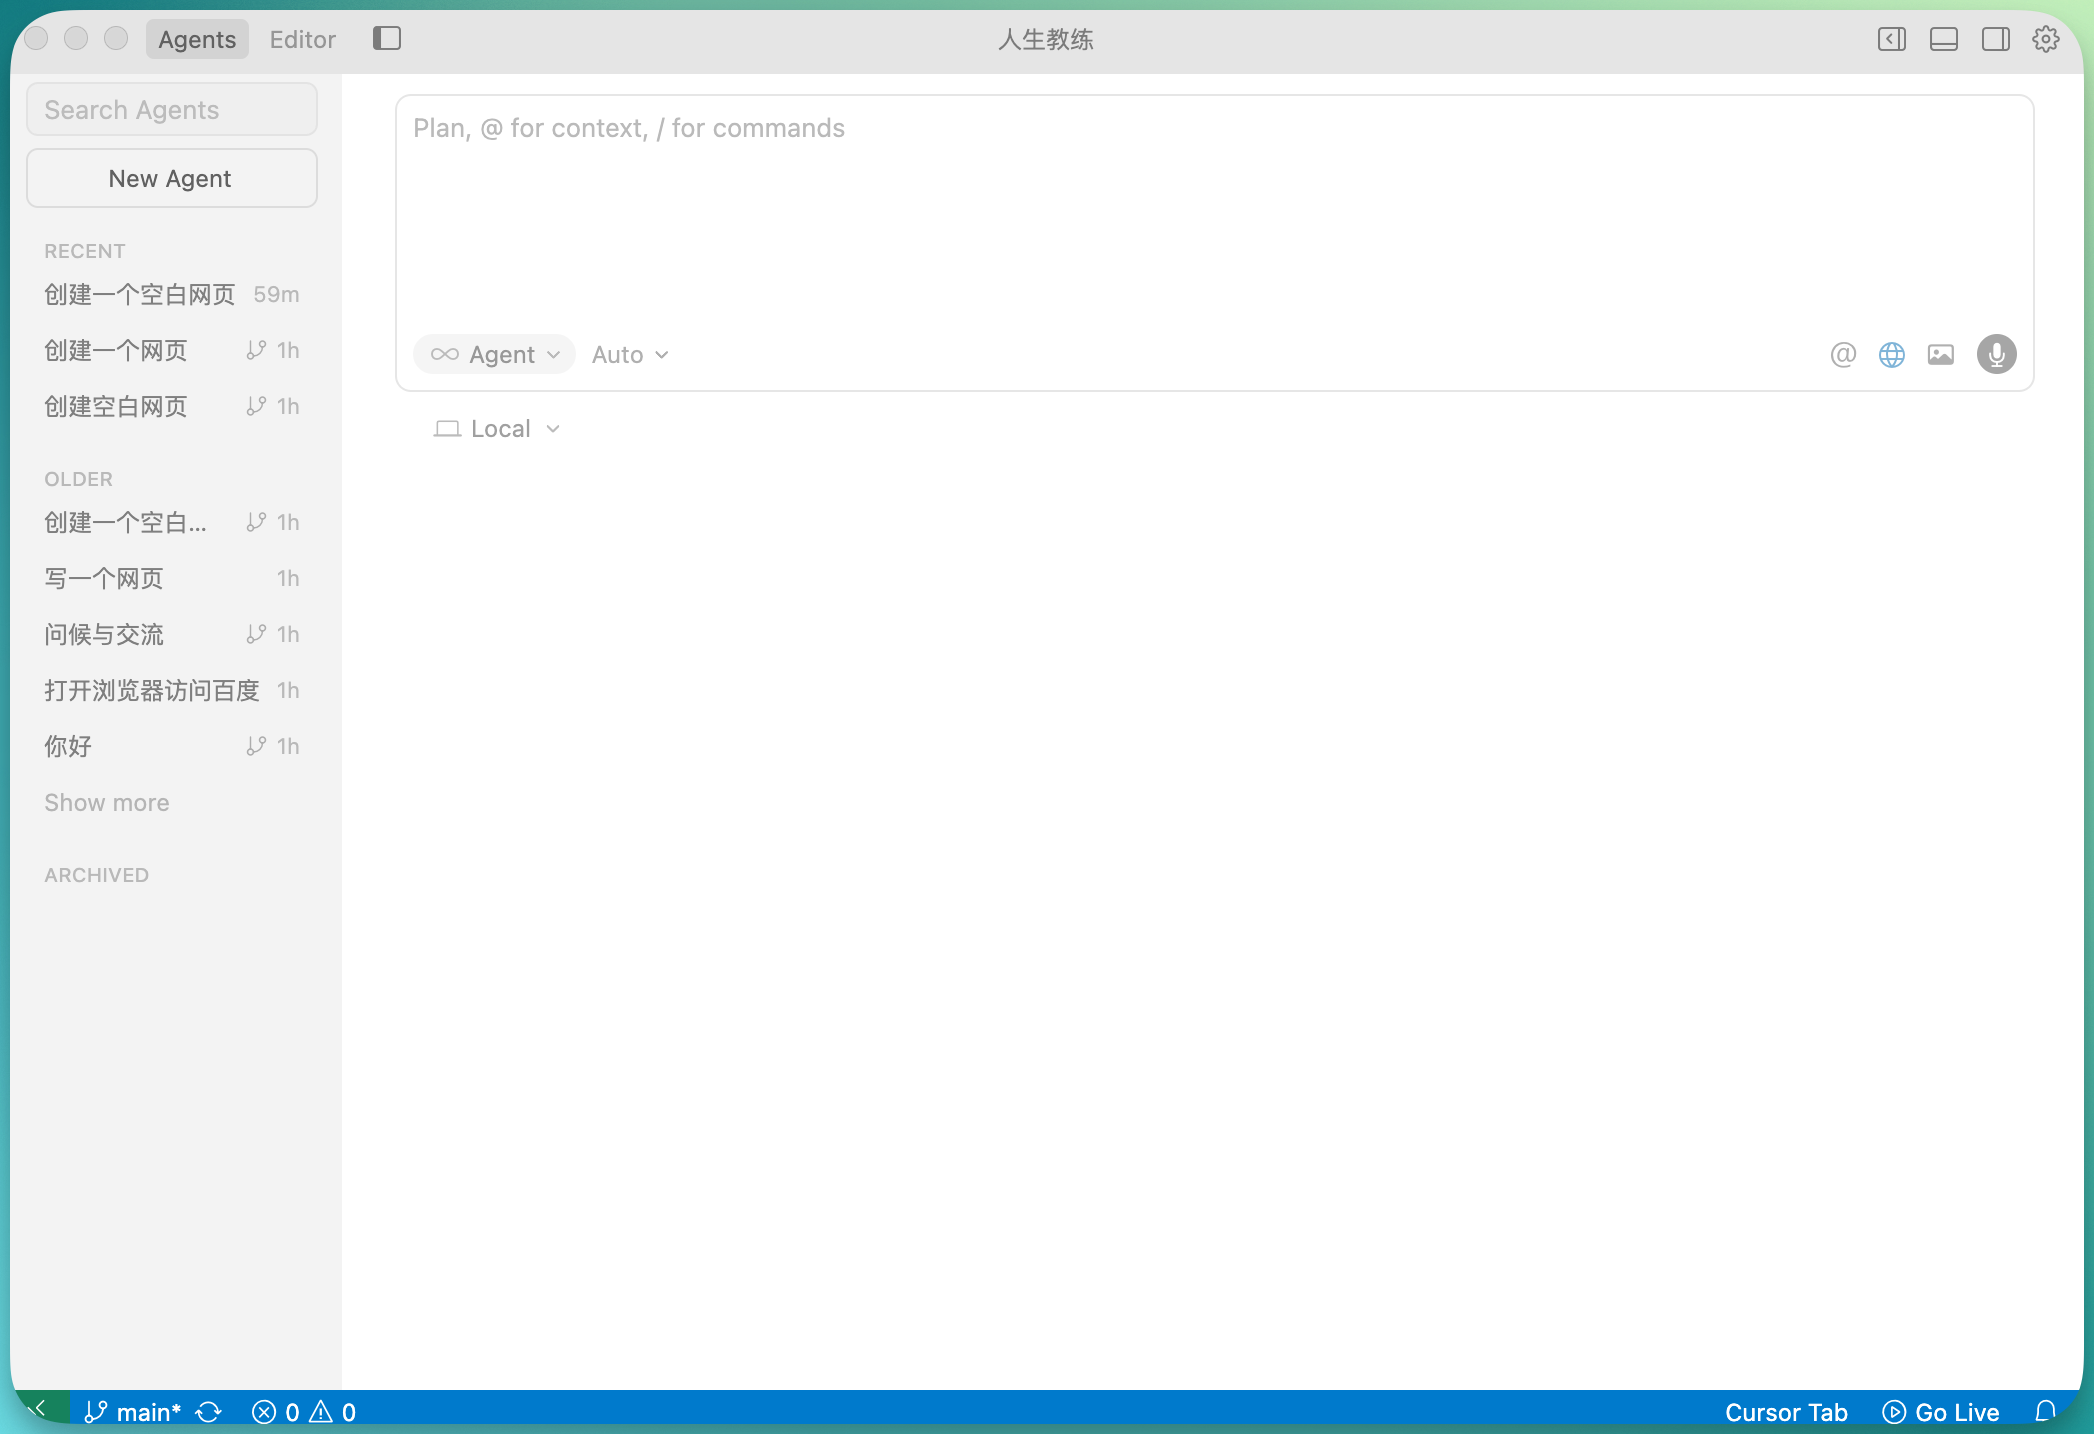 Agents Editor 人生教练
Search Agents
New Agent
RECENT
创建一个空白网页 59m
创建一个网页 1h
创建空白网页 1h
OLDER
创建一个空白... 1h
写一个网页 1h
问候与交流 1h
打开浏览器访问百度 1h
你好 1h
Show more
ARCHIVED
Plan, @ for context, / for commands
Agent Auto
Local
main* 0 0 Cursor Tab Go Live